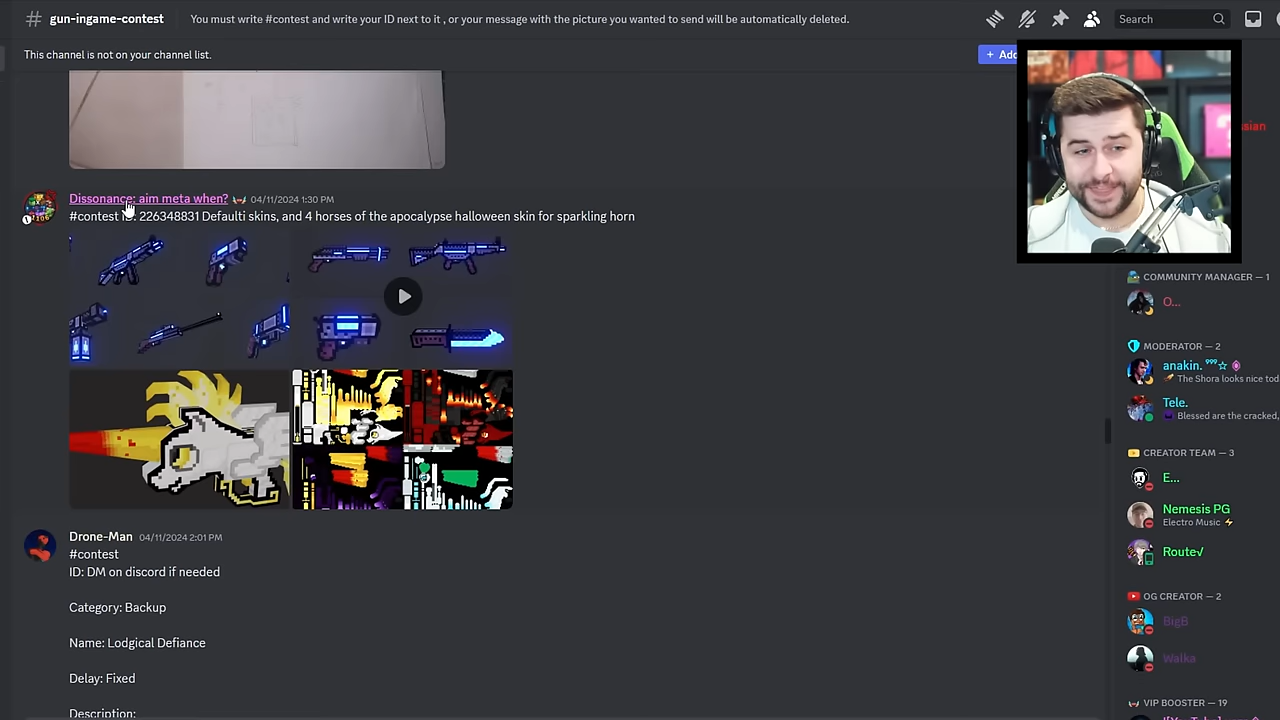 gun-ingame-contest
You must write #contest and write your ID next to it , or your message with the picture you wanted to send will be automatically deleted.
Search
This channel is not on your channel list.
+ Add
Dissonance: aim meta when? 04/11/2024 1:30 PM
#contest ID: 226348831 Defaulti skins, and 4 horses of the apocalypse halloween skin for sparkling horn
Drone-Man 04/11/2024 2:01 PM
#contest
ID: DM on discord if needed
Category: Backup
Name: Lodgical Defiance
Delay: Fixed
Description:
COMMUNITY MANAGER — 1
O...
MODERATOR — 2
anakin. ⁹⁹⁹☆
The Shora looks nice tod
Tele.
Blessed are the cracked,
CREATOR TEAM — 3
E...
Nemesis PG
Electro Music ⚡
Route√
OG CREATOR — 2
BigB
Walka
VIP BOOSTER — 19